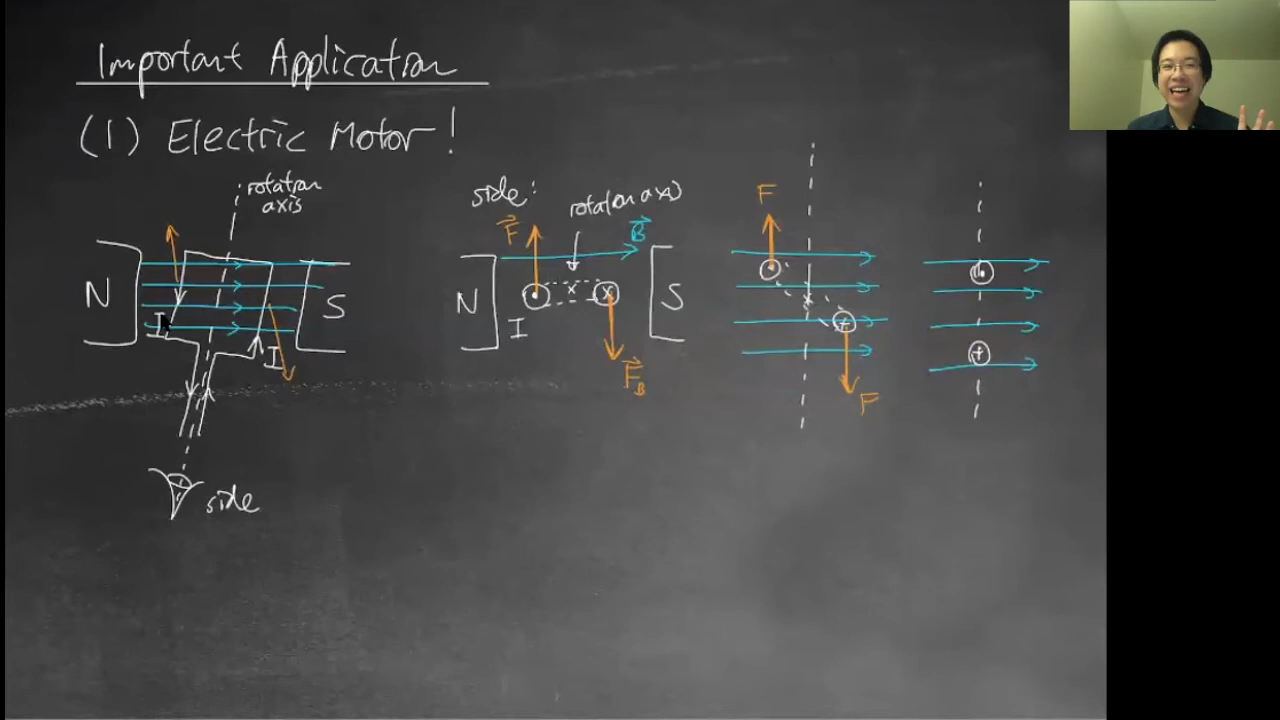 Important Application
(1) Electric Motor!
rotation
axis
N
S
I
I
side
side:
rotation axis
F
B
N
S
I
F_B
F
F